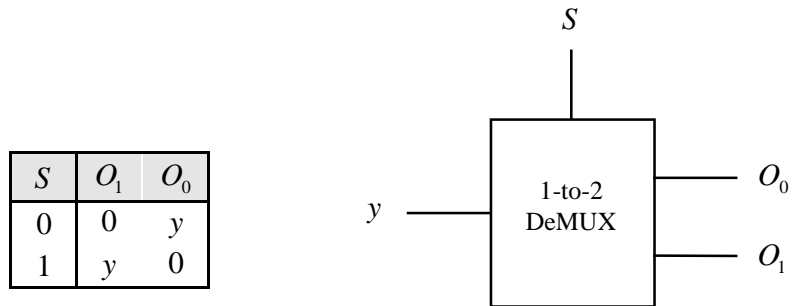 S O₁ O₀
0 0 y
1 y 0
S
y
1-to-2
DeMUX
O₀
O₁